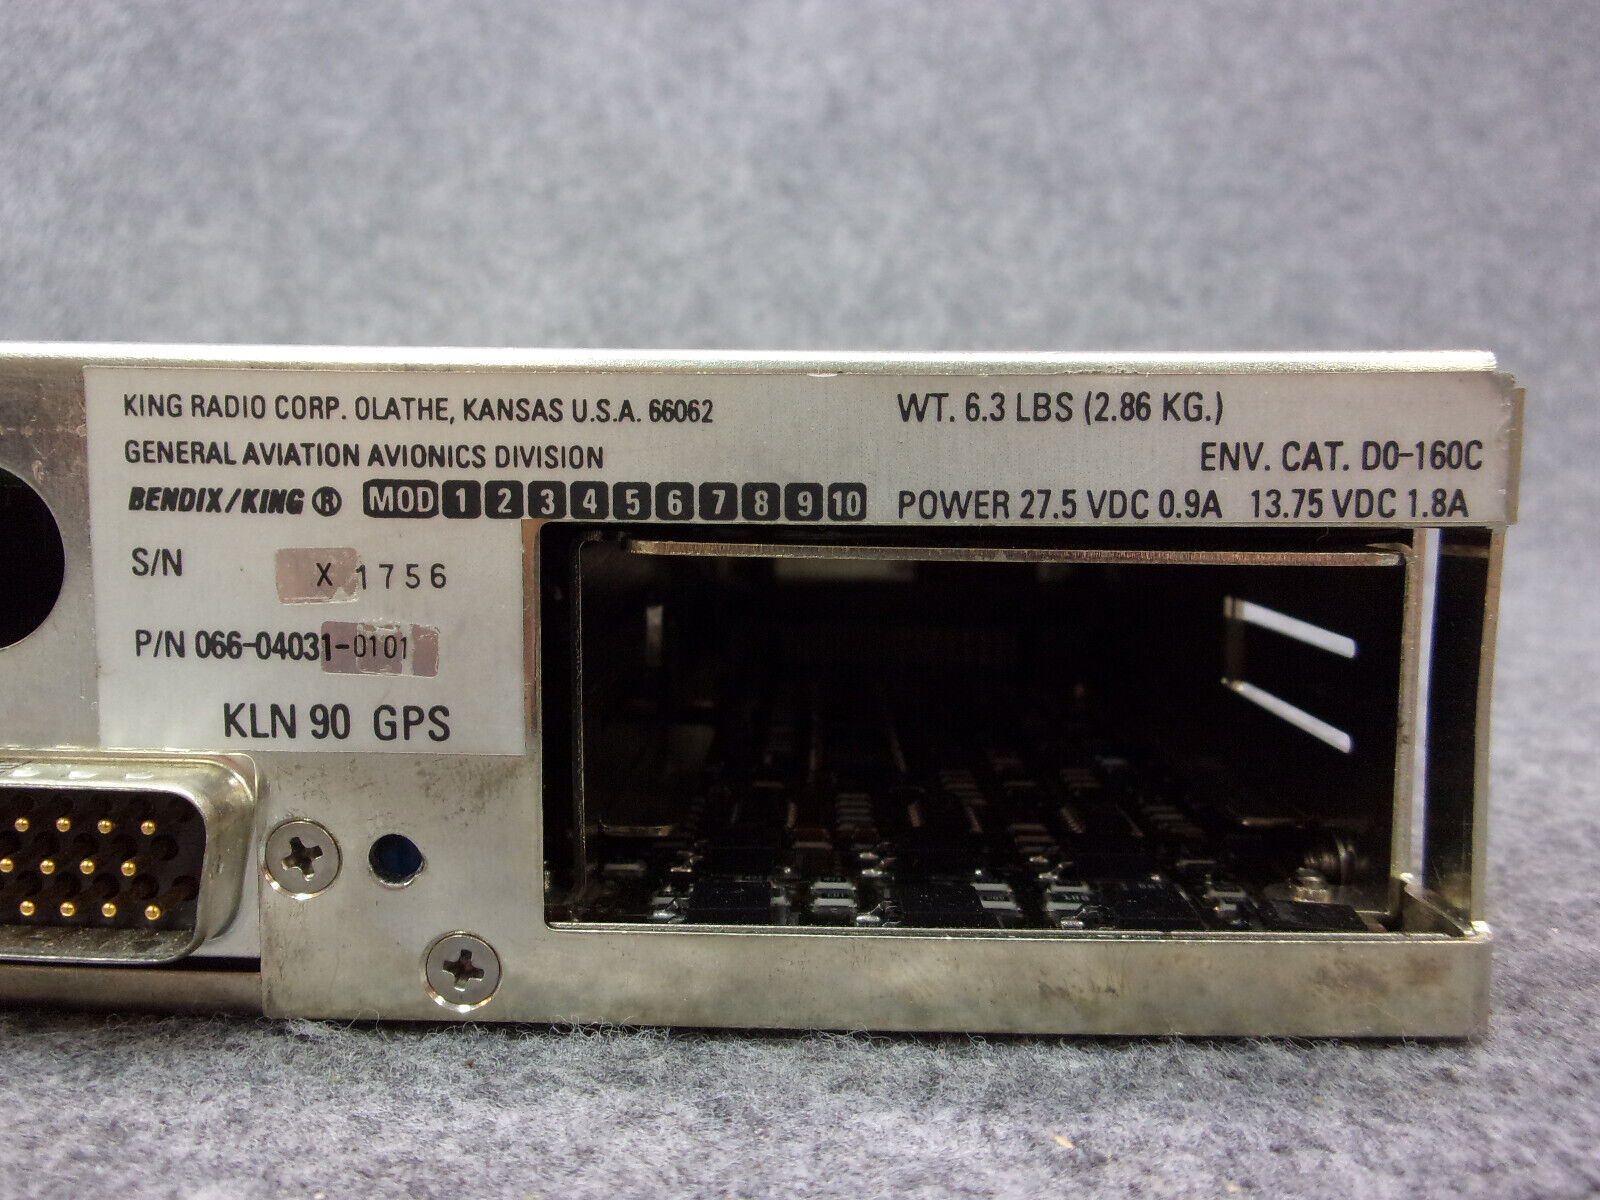 KING RADIO CORP. OLATHE, KANSAS U.S.A. 66062
GENERAL AVIATION AVIONICS DIVISION
BENDIX/KING ® MOD 1 2 3 4 5 6 7 8 9 10
WT. 6.3 LBS (2.86 KG.)
ENV. CAT. DO-160C
POWER 27.5 VDC 0.9A 13.75 VDC 1.8A
S/N X 1756
P/N 066-04031-0101
KLN 90 GPS